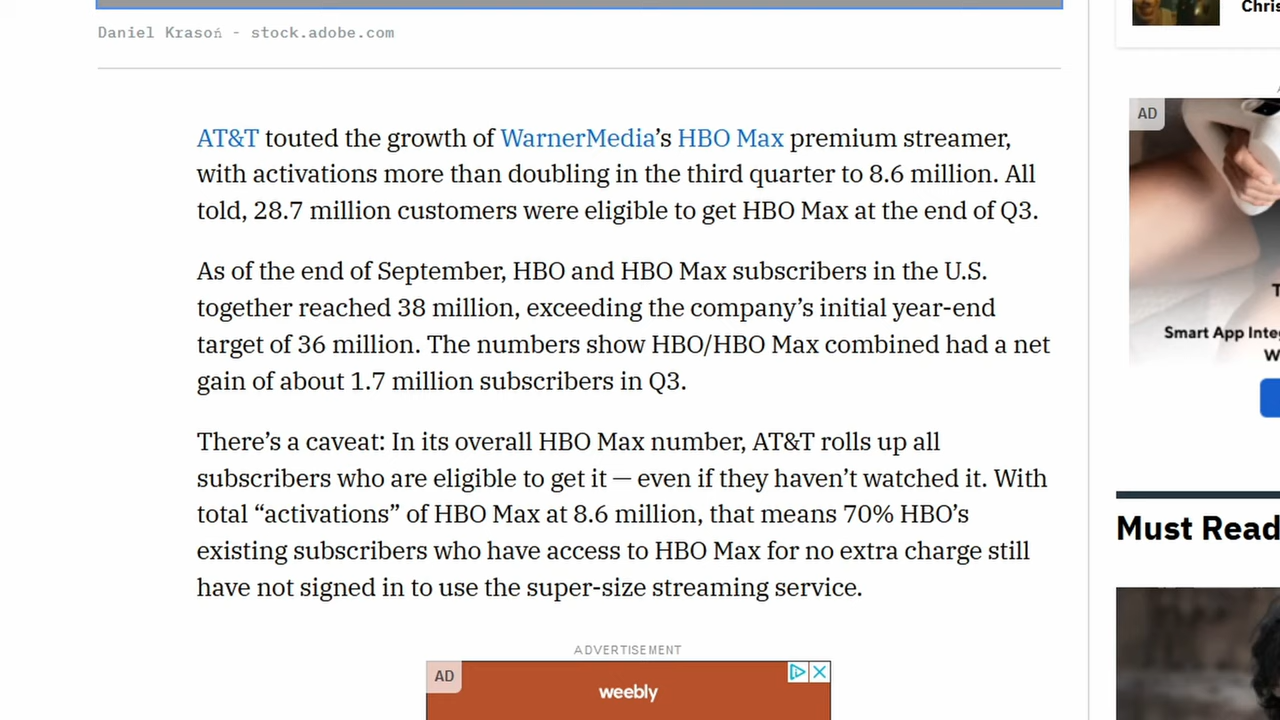 Daniel Krasoń - stock.adobe.com
AT&T touted the growth of WarnerMedia’s HBO Max premium streamer,
with activations more than doubling in the third quarter to 8.6 million. All
told, 28.7 million customers were eligible to get HBO Max at the end of Q3.
As of the end of September, HBO and HBO Max subscribers in the U.S.
together reached 38 million, exceeding the company’s initial year-end
target of 36 million. The numbers show HBO/HBO Max combined had a net
gain of about 1.7 million subscribers in Q3.
There’s a caveat: In its overall HBO Max number, AT&T rolls up all
subscribers who are eligible to get it — even if they haven’t watched it. With
total “activations” of HBO Max at 8.6 million, that means 70% HBO’s
existing subscribers who have access to HBO Max for no extra charge still
have not signed in to use the super-size streaming service.
ADVERTISEMENT
AD
weebly
Chris
AD
Smart App Integ
W
Must Read